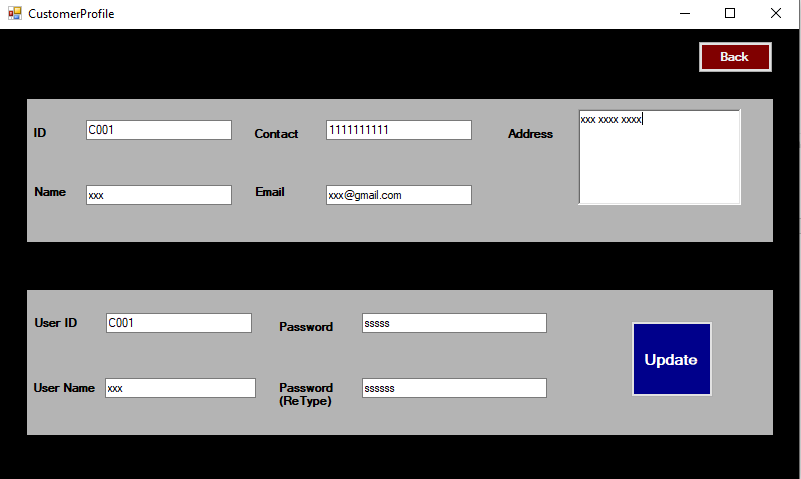 CustomerProfile
Back
ID C001 Contact 1111111111 Address xxx xxxx xxxx
Name xxx Email xxx@gmail.com
User ID C001 Password sssss
Update
User Name xxx Password (ReType) ssssss